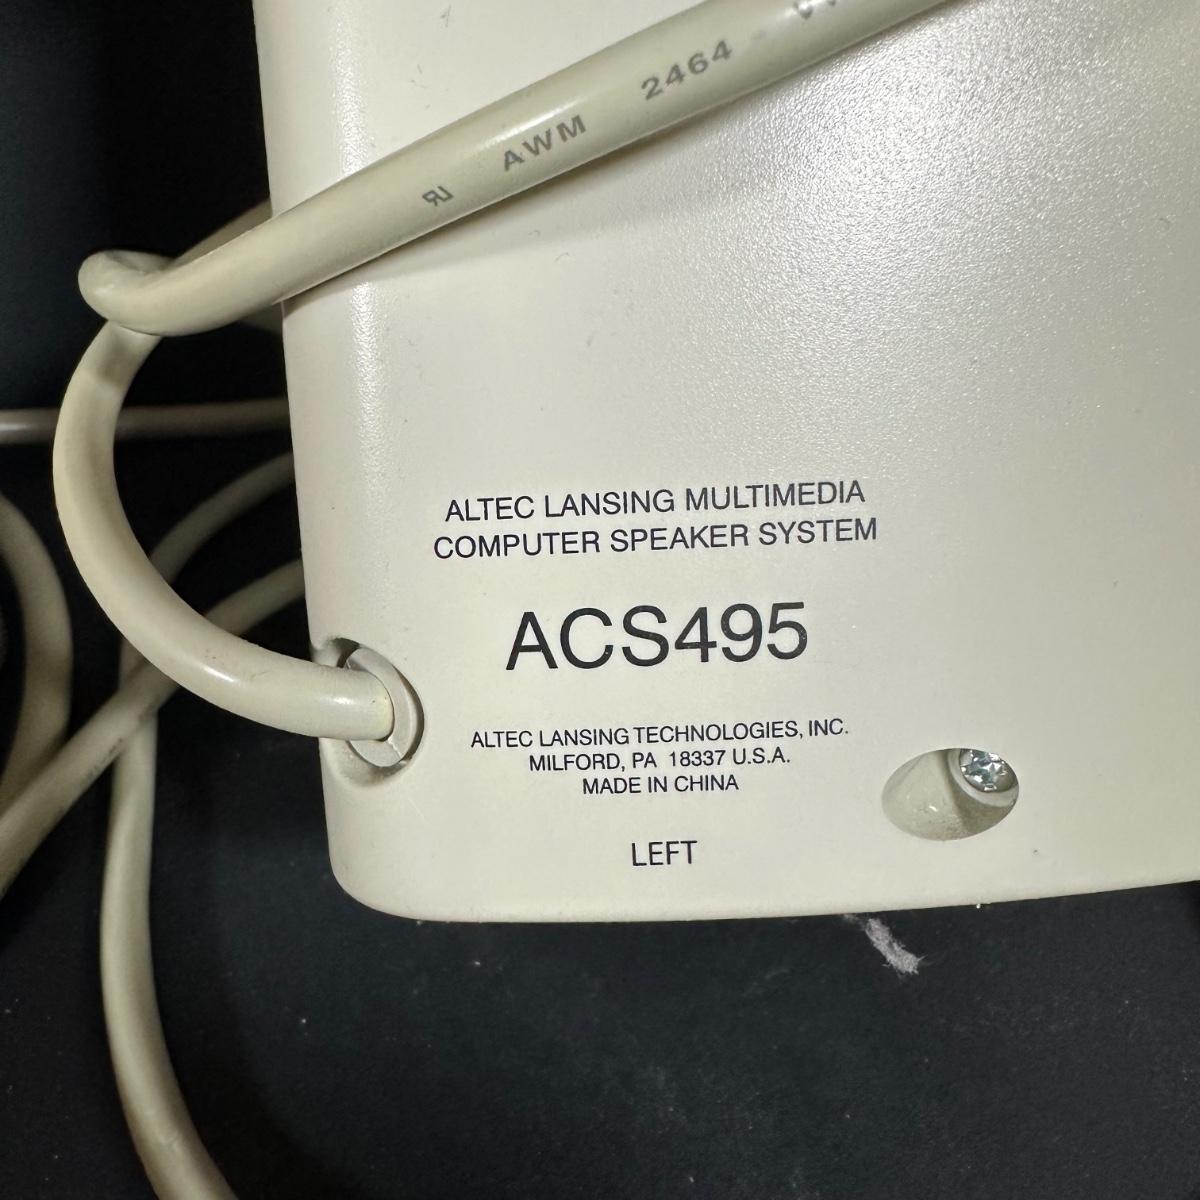 AWM 2464
ALTEC LANSING MULTIMEDIA
COMPUTER SPEAKER SYSTEM
ACS495
ALTEC LANSING TECHNOLOGIES, INC.
MILFORD, PA 18337 U.S.A.
MADE IN CHINA
LEFT